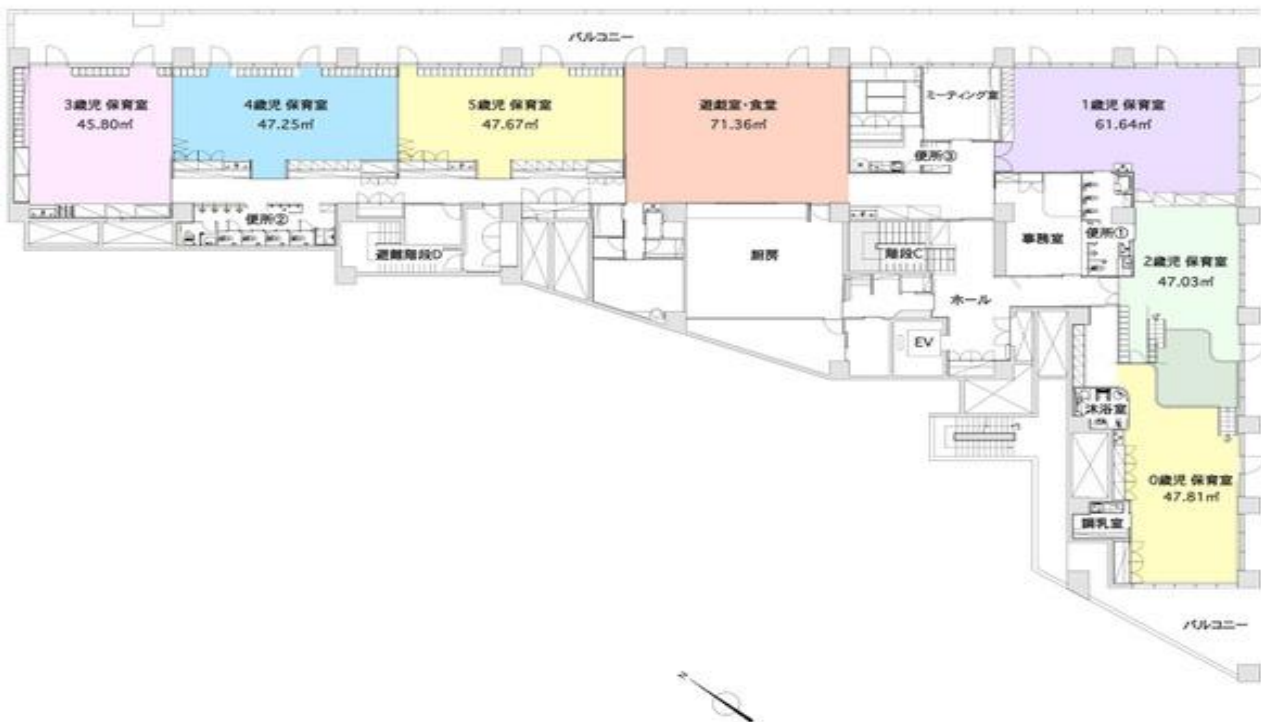 バルコニー
3歳児 保育室
45.80㎡
4歳児 保育室
47.25㎡
5歳児 保育室
47.67㎡
遊戯室・食堂
71.36㎡
ミーティング室
1歳児 保育室
61.64㎡
便所③
便所②
便所①
避難階段D
厨房
階段C
事務室
2歳児 保育室
47.03㎡
ホール
EV
沐浴室
0歳児 保育室
47.81㎡
調乳室
バルコニー
N